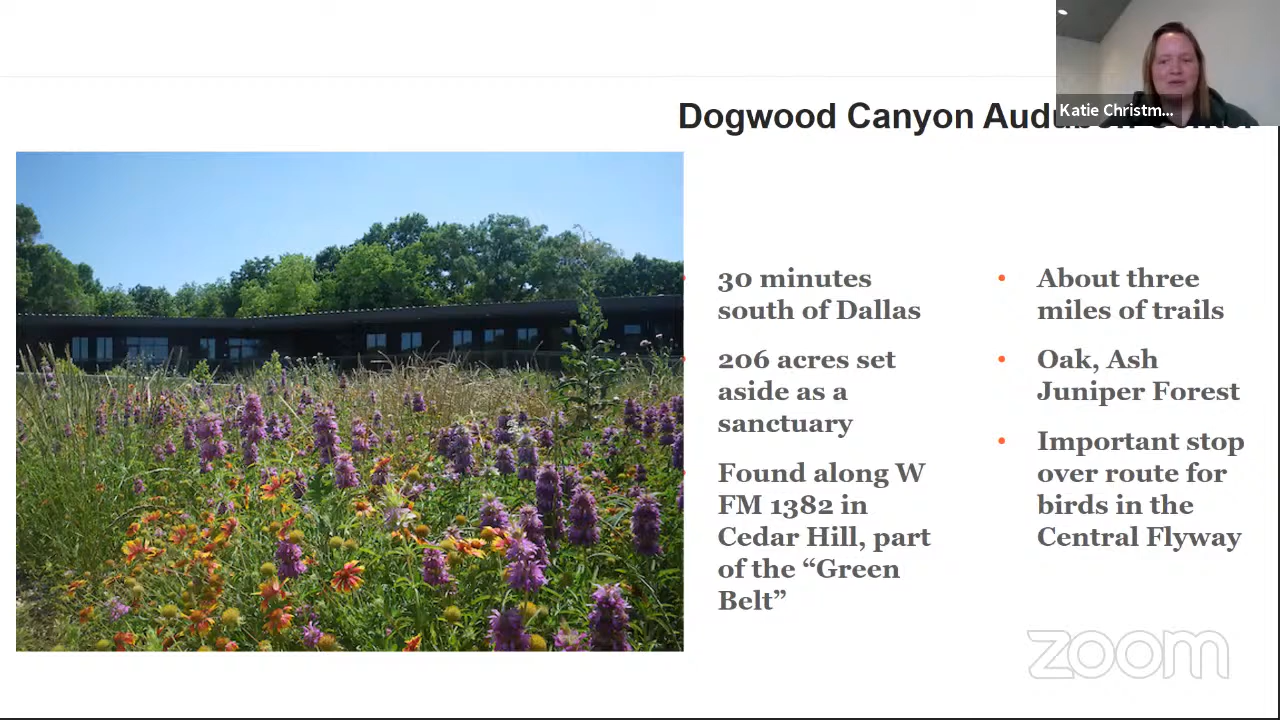 Katie Christm...
Dogwood Canyon Audubon Center
30 minutes
south of Dallas
206 acres set
aside as a
sanctuary
Found along W
FM 1382 in
Cedar Hill, part
of the “Green
Belt”
About three
miles of trails
Oak, Ash
Juniper Forest
Important stop
over route for
birds in the
Central Flyway
zoom